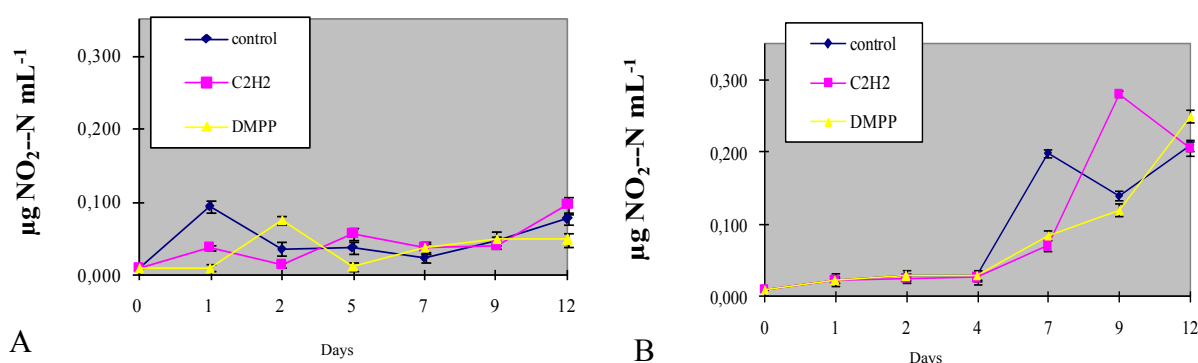 µg NO₂--N mL⁻¹
0,300
0,200
0,100
0,000
control
C2H2
DMPP
0 1 2 5 7 9 12
Days
A
µg NO₂--N mL⁻¹
0,300
0,200
0,100
0,000
control
C2H2
DMPP
0 1 2 4 7 9 12
Days
B